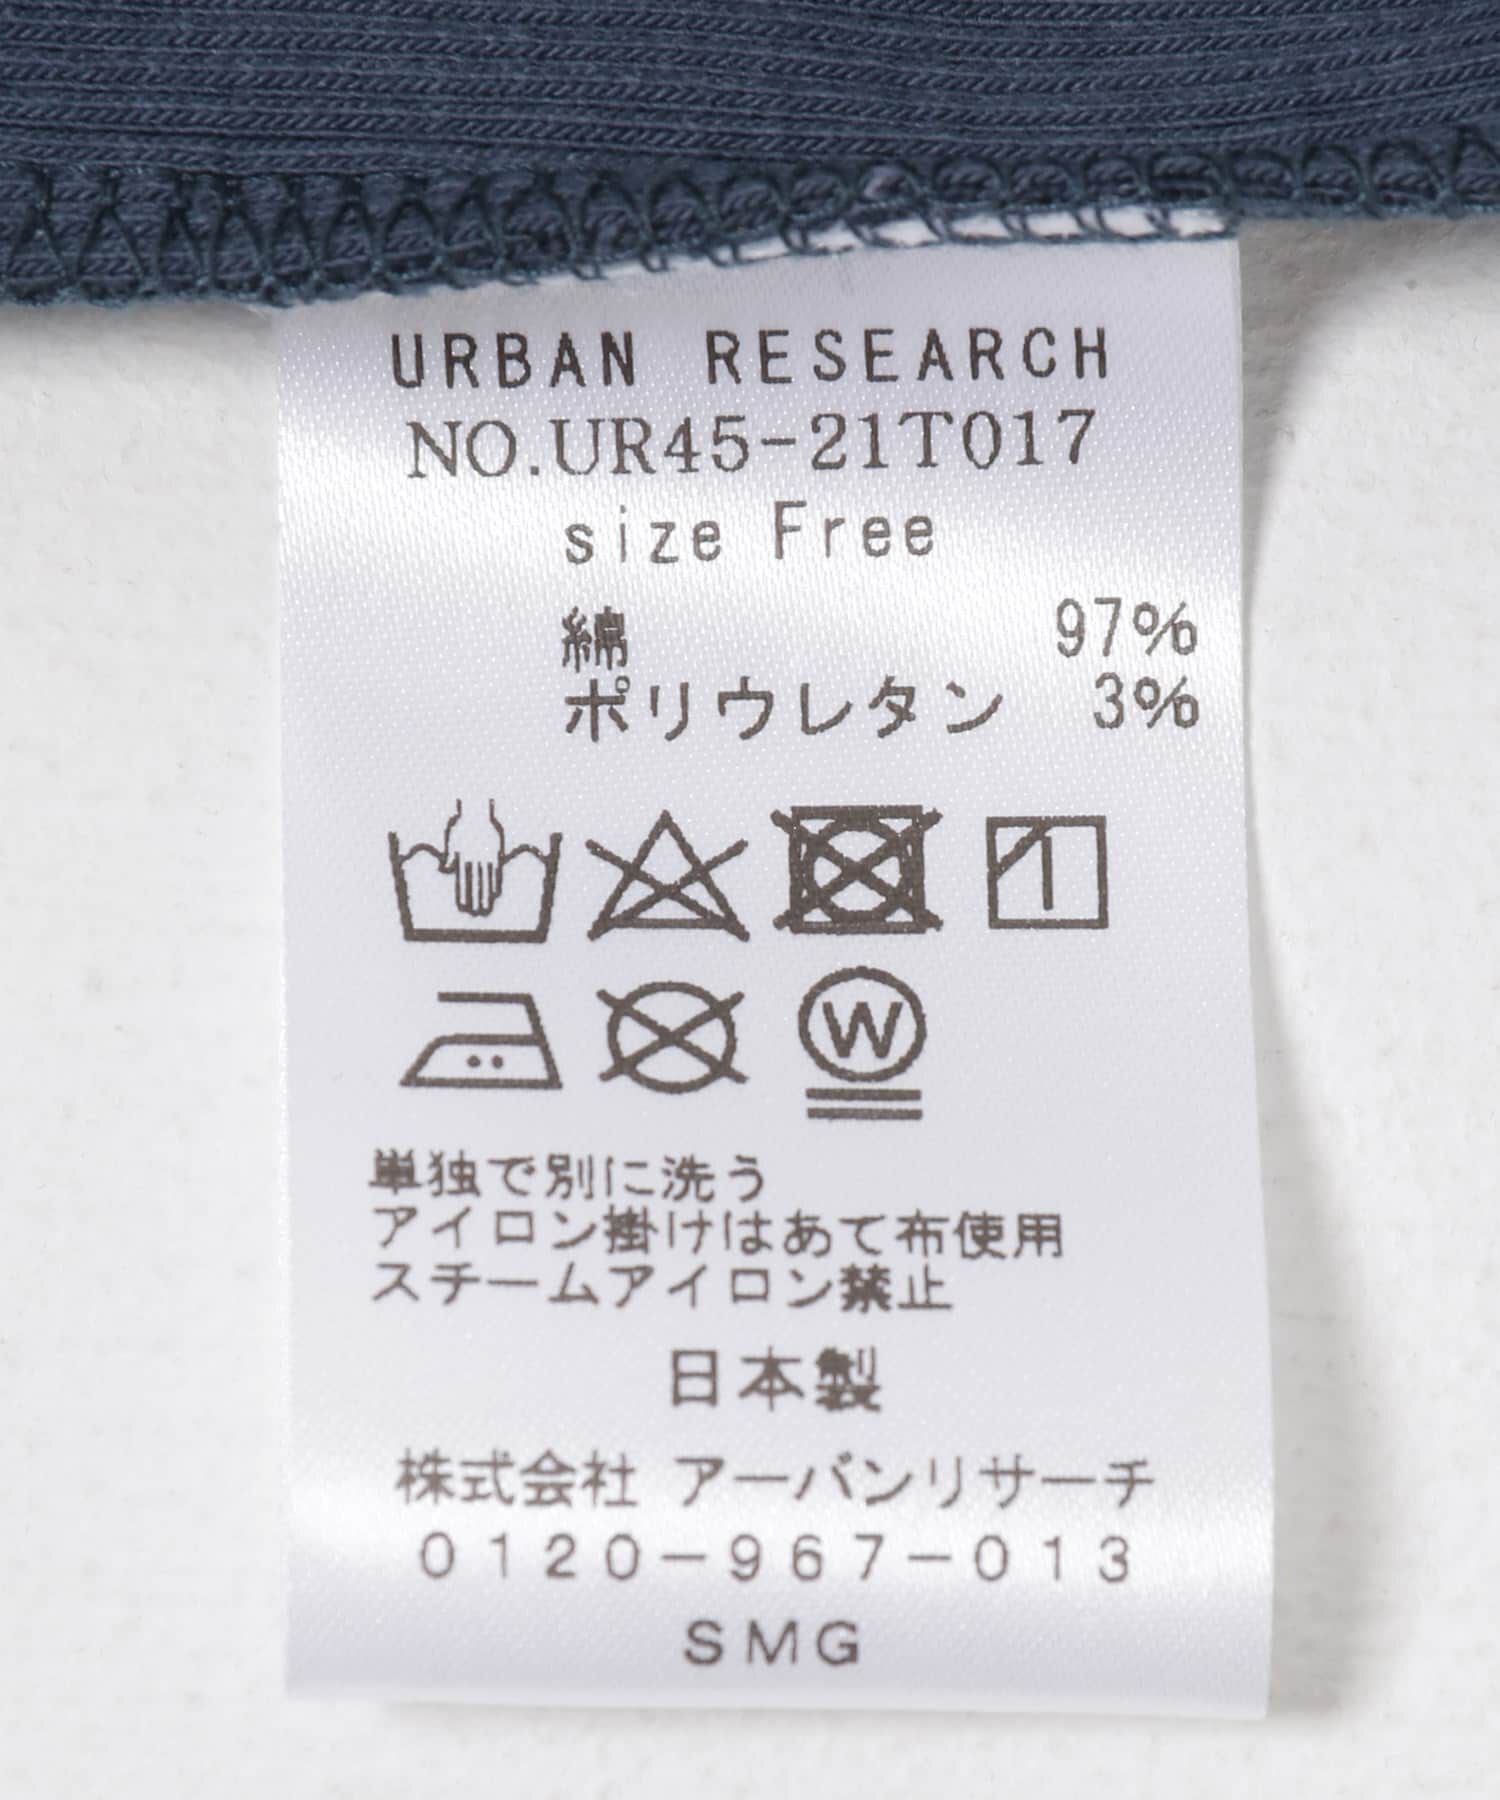 URBAN RESEARCH
NO.UR45-21T017
size Free
綿 97%
ポリウレタン 3%
W
単独で別に洗う
アイロン掛けはあて布使用
スチームアイロン禁止
日本製
株式会社 アーバンリサーチ
0120-967-013
SMG